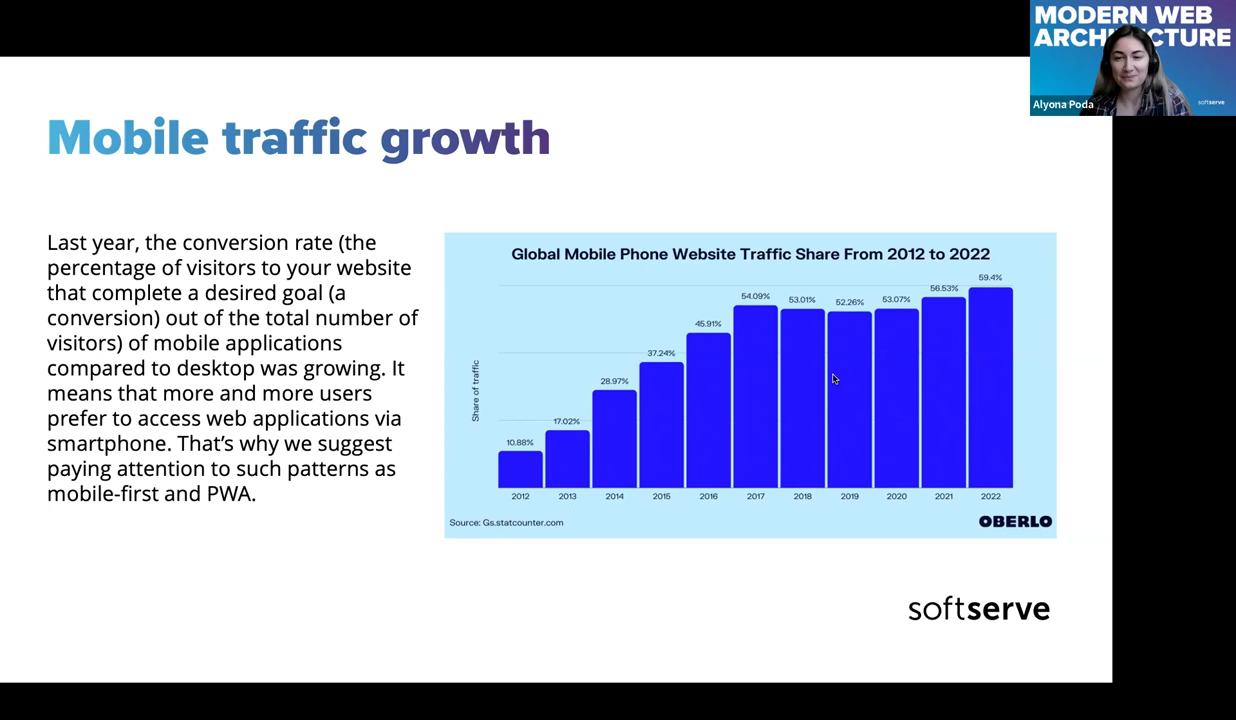 MODERN WEB
ARCH CTURE
Alyona Poda
softserve
Mobile traffic growth
Last year, the conversion rate (the
percentage of visitors to your website
that complete a desired goal (a
conversion) out of the total number of
visitors) of mobile applications
compared to desktop was growing. It
means that more and more users
prefer to access web applications via
smartphone. That’s why we suggest
paying attention to such patterns as
mobile-first and PWA.
Global Mobile Phone Website Traffic Share From 2012 to 2022
Share of traffic
10.88%
17.02%
28.97%
37.24%
45.91%
54.09%
53.01%
52.26%
53.07%
56.53%
59.4%
2012 2013 2014 2015 2016 2017 2018 2019 2020 2021 2022
Source: Gs.statcounter.com
OBERLO
softserve